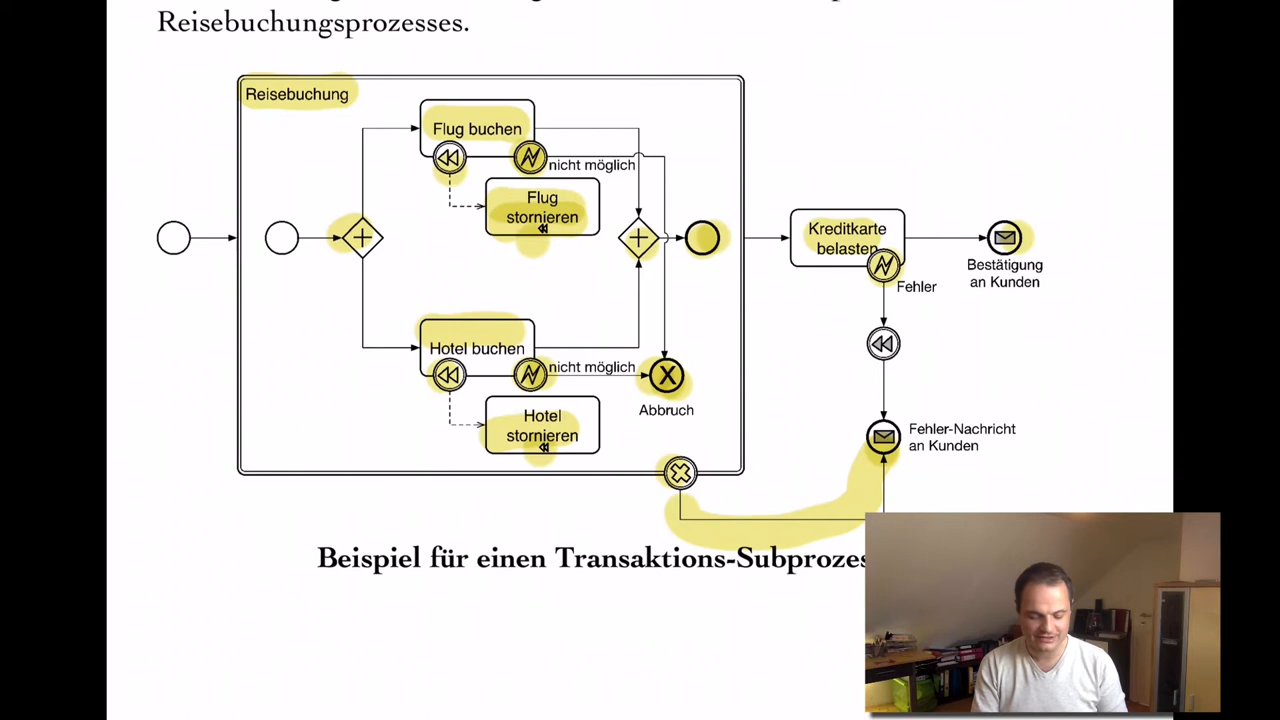 Reisebuchungsprozesses.
Reisebuchung
Flug buchen
nicht möglich
Flug
stornieren
Kreditkarte
belasten
Bestätigung
an Kunden
Fehler
Hotel buchen
nicht möglich
X
Abbruch
Hotel
stornieren
Fehler-Nachricht
an Kunden
Beispiel für einen Transaktions-Subprozes